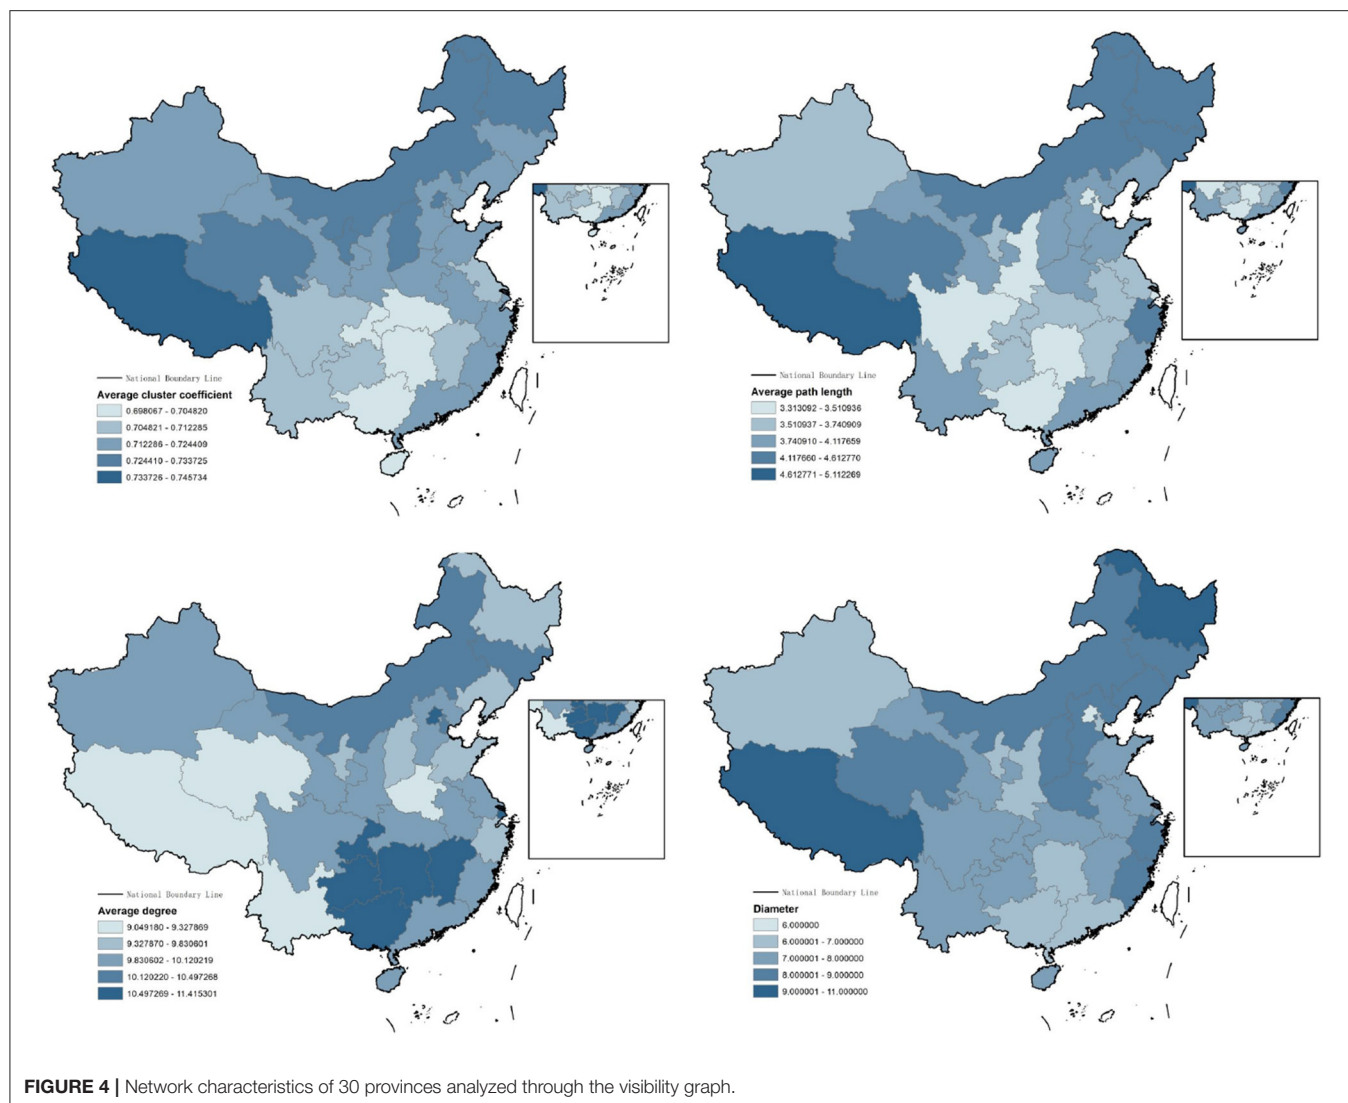 National Boundary Line
Average cluster coefficient
0.698067 - 0.704820
0.704821 - 0.712285
0.712286 - 0.724409
0.724410 - 0.733725
0.733726 - 0.745734
National Boundary Line
Average path length
3.313092 - 3.510936
3.510937 - 3.740909
3.740910 - 4.117659
4.117660 - 4.612770
4.612771 - 5.112269
National Boundary Line
Average degree
9.049180 - 9.327869
9.327870 - 9.830601
9.830602 - 10.120219
10.120220 - 10.497268
10.497269 - 11.415301
National Boundary Line
Diameter
6.000000
6.000001 - 7.000000
7.000001 - 8.000000
8.000001 - 9.000000
9.000001 - 11.000000
FIGURE 4 | Network characteristics of 30 provinces analyzed through the visibility graph.